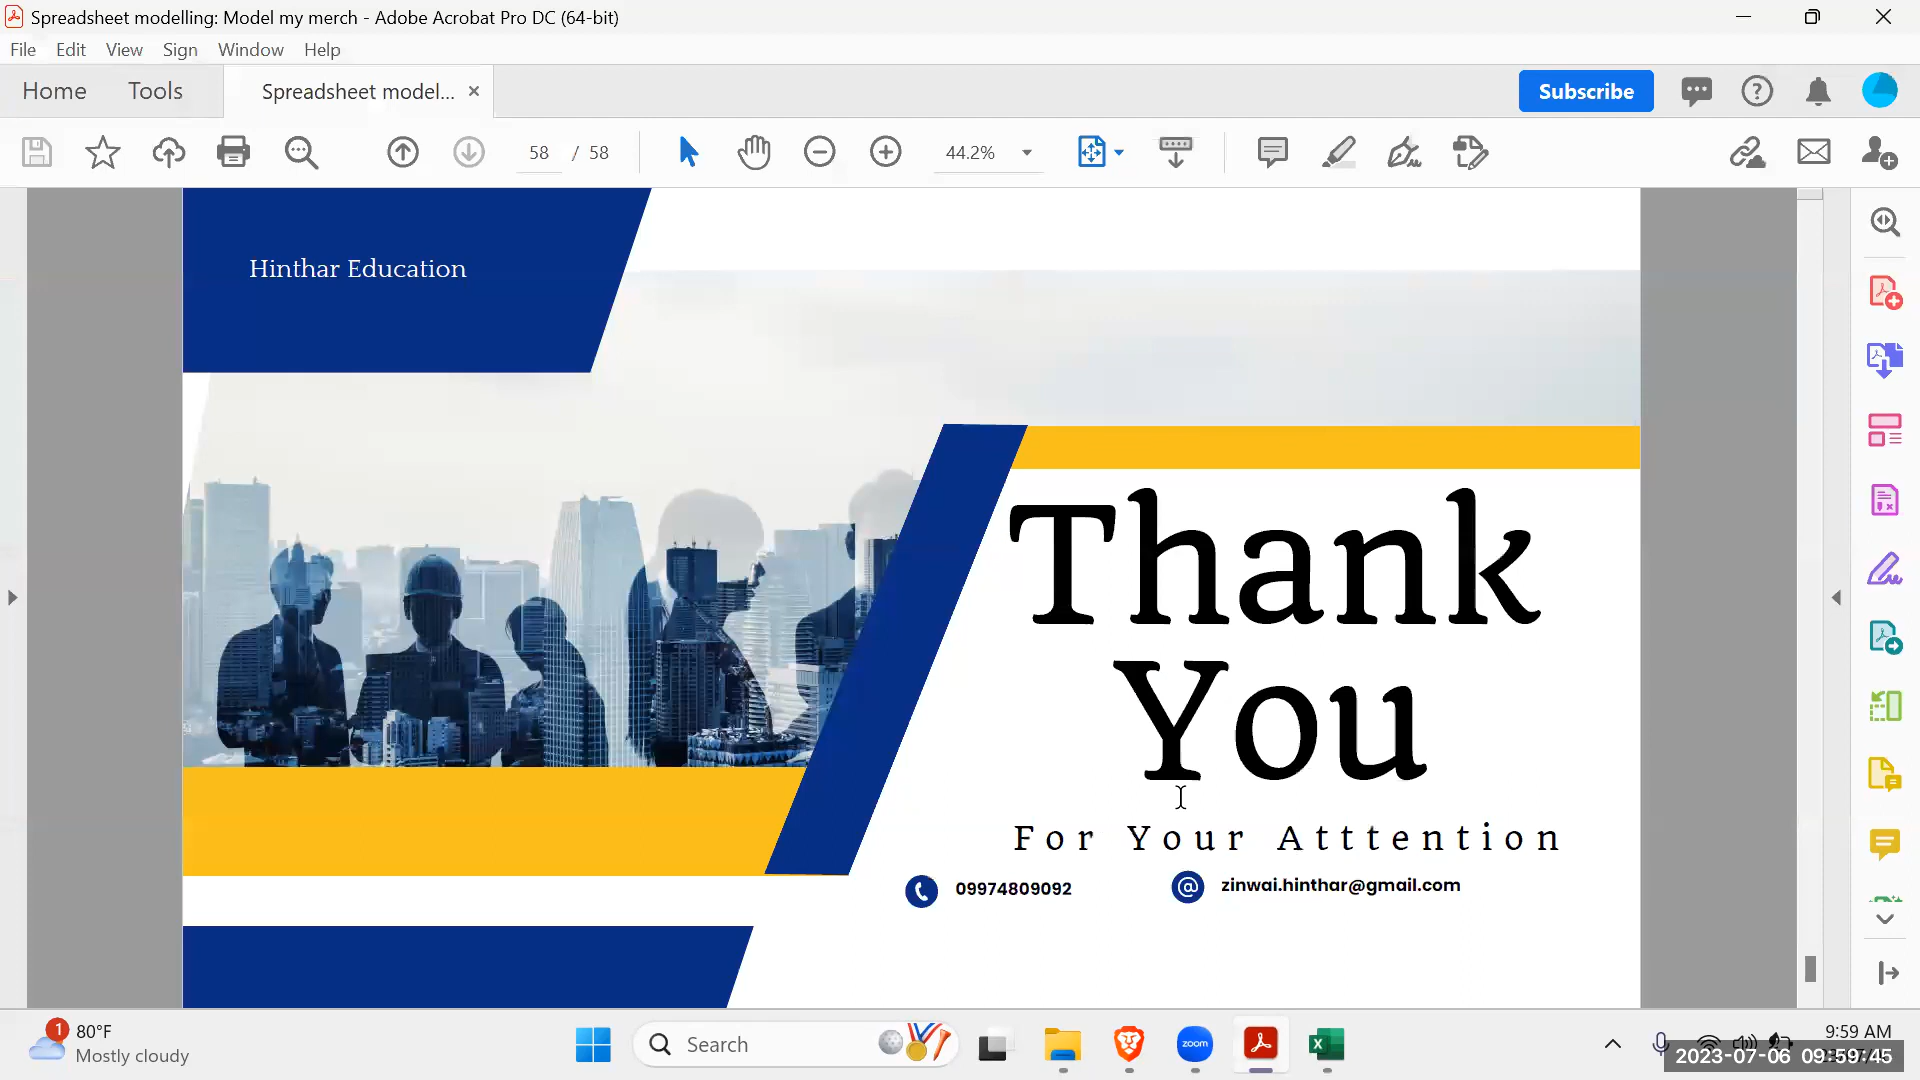 Spreadsheet modelling: Model my merch - Adobe Acrobat Pro DC (64-bit)
File Edit View Sign Window Help
Home Tools Spreadsheet model... Subscribe
58 / 58 44.2%
Hinthar Education
Thank
You
For Your Atttention
09974809092 zinwai.hinthar@gmail.com
1 80°F
Mostly cloudy
Search
zoom
9:59 AM
2023-07-06 09:59:45